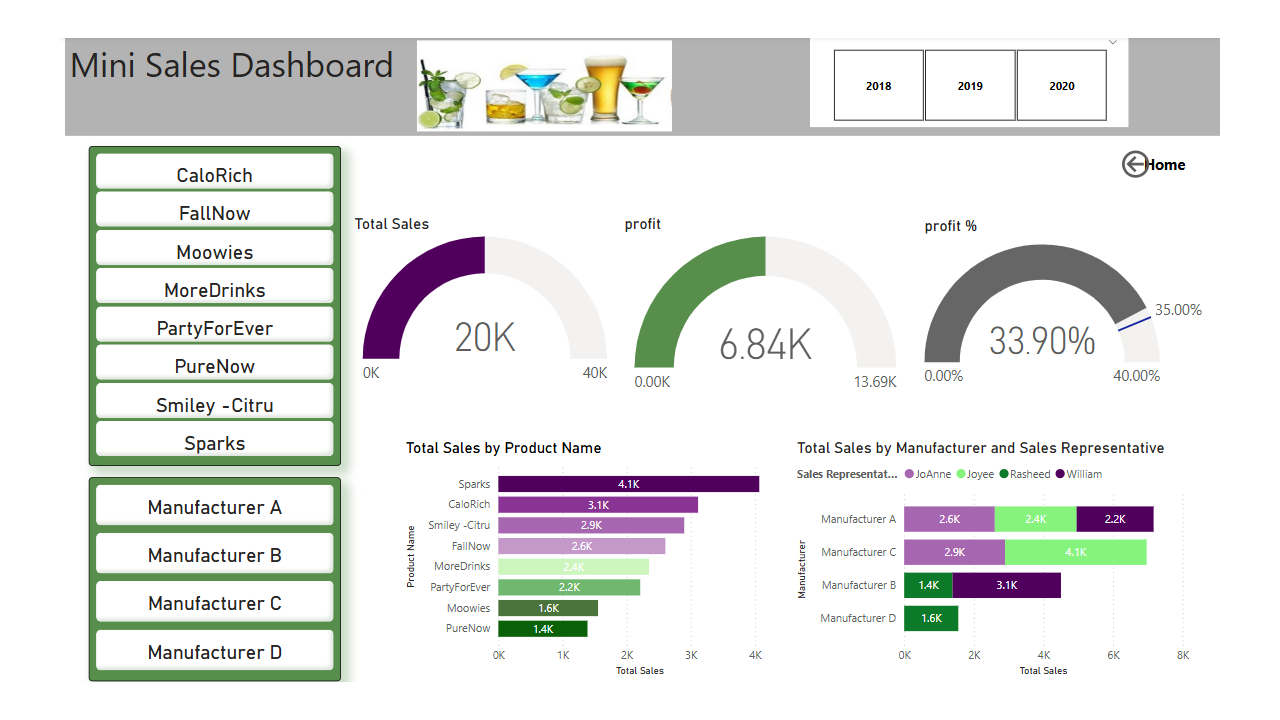 Mini Sales Dashboard
2018
2019
2020
Home
CaloRich
FallNow
Moowies
MoreDrinks
PartyForEver
PureNow
Smiley -Citru
Sparks
Manufacturer A
Manufacturer B
Manufacturer C
Manufacturer D
Total Sales
20K
0K
40K
profit
6.84K
0.00K
13.69K
profit %
33.90%
35.00%
0.00%
40.00%
Total Sales by Product Name
Product Name
Sparks 4.1K
CaloRich 3.1K
Smiley -Citru 2.9K
FallNow 2.6K
MoreDrinks 2.4K
PartyForEver 2.2K
Moowies 1.6K
PureNow 1.4K
0K 1K 2K 3K 4K
Total Sales
Total Sales by Manufacturer and Sales Representative
Sales Representat... JoAnne Joyee Rasheed William
Manufacturer
Manufacturer A 2.6K 2.4K 2.2K
Manufacturer C 2.9K 4.1K
Manufacturer B 1.4K 3.1K
Manufacturer D 1.6K
0K 2K 4K 6K 8K
Total Sales